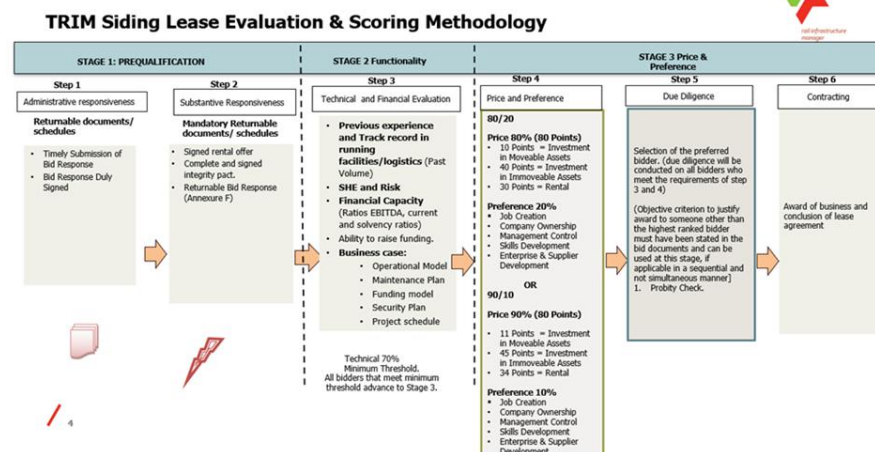 TRIM Siding Lease Evaluation & Scoring Methodology
rail infrastructure
manager
STAGE 1: PREQUALIFICATION
STAGE 2 Functionality
STAGE 3 Price &
Preference
Step 1
Administrative responsiveness
Returnable documents/
schedules
• Timely Submission of
Bid Response
• Bid Response Duly
Signed
Step 2
Substantive Responsiveness
Mandatory Returnable
documents/ schedules
• Signed rental offer
• Complete and signed
integrity pact.
• Returnable Bid Response
(Annexure F)
Step 3
Technical and Financial Evaluation
• Previous experience
and Track record in
running
facilities/logistics (Past
Volume)
• SHE and Risk
• Financial Capacity
(Ratios EBITDA, current
and solvency ratios)
• Ability to raise funding.
• Business case:
• Operational Model
• Maintenance Plan
• Funding model
• Security Plan
• Project schedule
Technical 70%
Minimum Threshold.
All bidders that meet minimum
threshold advance to Stage 3.
Step 4
Price and Preference
80/20
Price 80% (80 Points)
• 10 Points = Investment
in Moveable Assets
• 40 Points = Investment
in Immoveable Assets
• 30 Points = Rental
Preference 20%
• Job Creation
• Company Ownership
• Management Control
• Skills Development
• Enterprise & Supplier
Development
OR
90/10
Price 90% (80 Points)
• 11 Points = Investment
in Moveable Assets
• 45 Points = Investment
in Immoveable Assets
• 34 Points = Rental
Preference 10%
• Job Creation
• Company Ownership
• Management Control
• Skills Development
• Enterprise & Supplier
Development
Step 5
Due Diligence
Selection of the preferred
bidder. (due diligence will be
conducted on all bidders who
meet the requirements of step
3 and 4)
(Objective criterion to justify
award to someone other than
the highest ranked bidder
must have been stated in the
bid documents and can be
used at this stage, if
applicable in a sequential and
not simultaneous manner]
1. Probity Check.
Step 6
Contracting
Award of business and
conclusion of lease
agreement
4